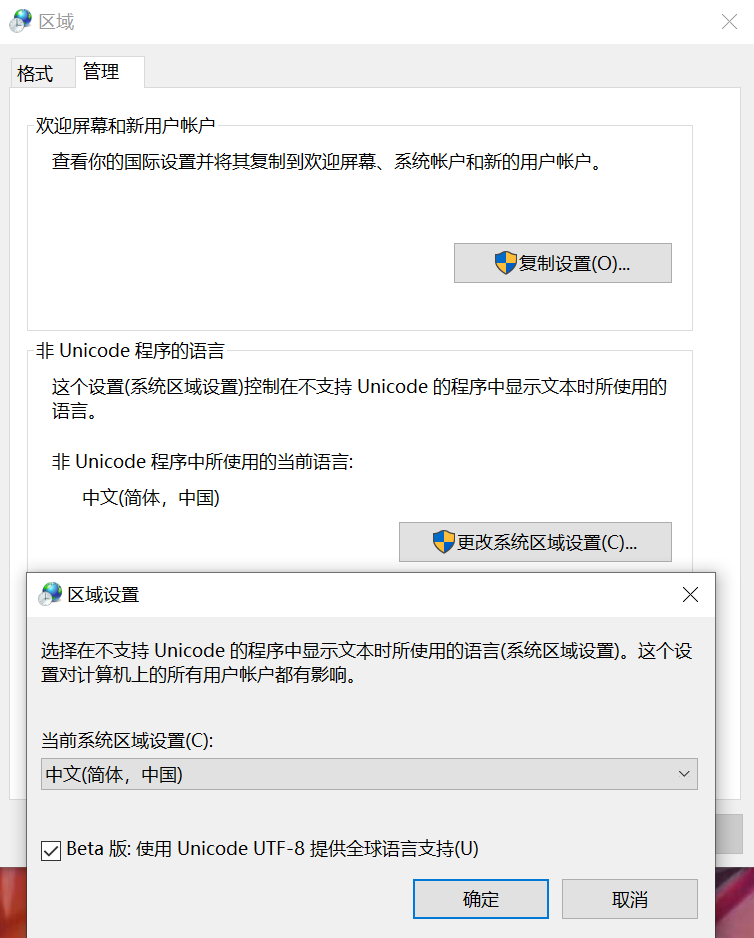 区域
格式
管理
欢迎屏幕和新用户帐户
查看你的国际设置并将其复制到欢迎屏幕、系统帐户和新的用户帐户。
复制设置(O)...
非 Unicode 程序的语言
这个设置(系统区域设置)控制在不支持 Unicode 的程序中显示文本时所使用的
语言。
非 Unicode 程序中所使用的当前语言:
中文(简体，中国)
更改系统区域设置(C)...
区域设置
选择在不支持 Unicode 的程序中显示文本时所使用的语言(系统区域设置)。这个设
置对计算机上的所有用户帐户都有影响。
当前系统区域设置(C):
中文(简体，中国)
Beta 版: 使用 Unicode UTF-8 提供全球语言支持(U)
确定
取消